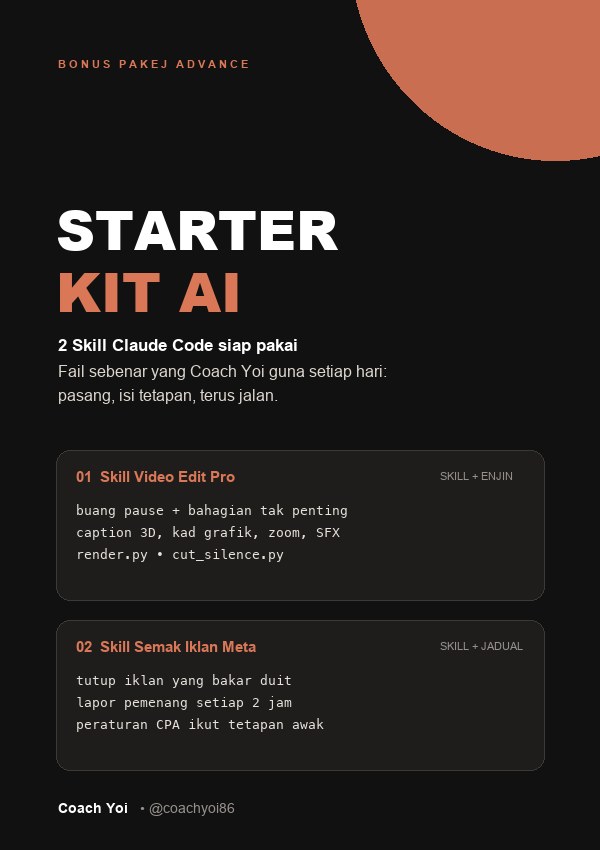 BONUS PAKEJ ADVANCE
STARTER
KIT AI
2 Skill Claude Code siap pakai
Fail sebenar yang Coach Yoi guna setiap hari:
pasang, isi tetapan, terus jalan.
01 Skill Video Edit Pro SKILL + ENJIN
buang pause + bahagian tak penting
caption 3D, kad grafik, zoom, SFX
render.py • cut_silence.py
02 Skill Semak Iklan Meta SKILL + JADUAL
tutup iklan yang bakar duit
lapor pemenang setiap 2 jam
peraturan CPA ikut tetapan awak
Coach Yoi • @coachyoi86